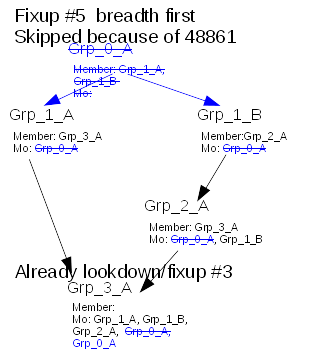 Fixup #5  breadth first
Skipped because of 48861
Grp_0_A
Member: Grp_1_A,
Grp_1_B
Mo:
Grp_1_A
Member: Grp_3_A
Mo: Grp_0_A
Grp_1_B
Member:Grp_2_A
Mo: Grp_0_A
Grp_2_A
Member: Grp_3_A
Mo: Grp_0_A, Grp_1_B
Already lookdown/fixup #3
Grp_3_A
Member:
Mo: Grp_1_A, Grp_1_B,
Grp_2_A,  Grp_0_A,
Grp_0_A